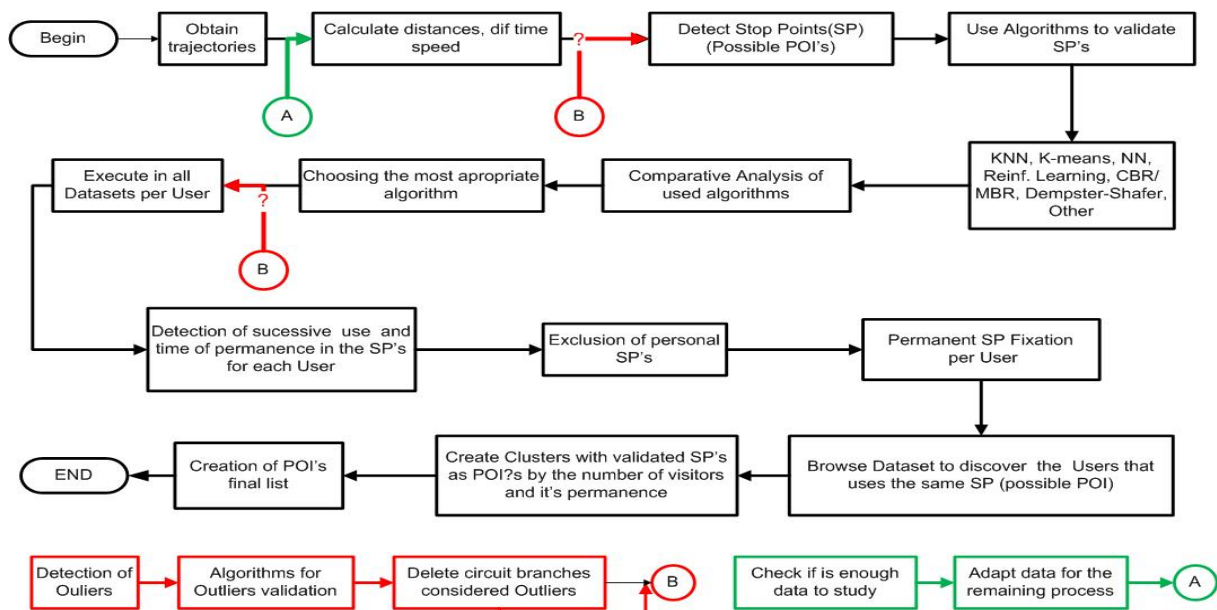 Begin
Obtain
trajectories
Calculate distances, dif time
speed
?
Detect Stop Points(SP)
(Possible POI's)
Use Algorithms to validate
SP's
A
B
KNN, K-means, NN,
Reinf. Learning, CBR/
MBR, Dempster-Shafer,
Other
Comparative Analysis of
used algorithms
Choosing the most apropriate
algorithm
?
Execute in all
Datasets per User
B
Detection of sucessive use and
time of permanence in the SP's
for each User
Exclusion of personal
SP's
Permanent SP Fixation
per User
Browse Dataset to discover the Users that
uses the same SP (possible POI)
Create Clusters with validated SP's
as POI?s by the number of visitors
and it's permanence
Creation of POI's
final list
END
Detection of
Ouliers
Algorithms for
Outliers validation
Delete circuit branches
considered Outliers
B
Check if is enough
data to study
Adapt data for the
remaining process
A